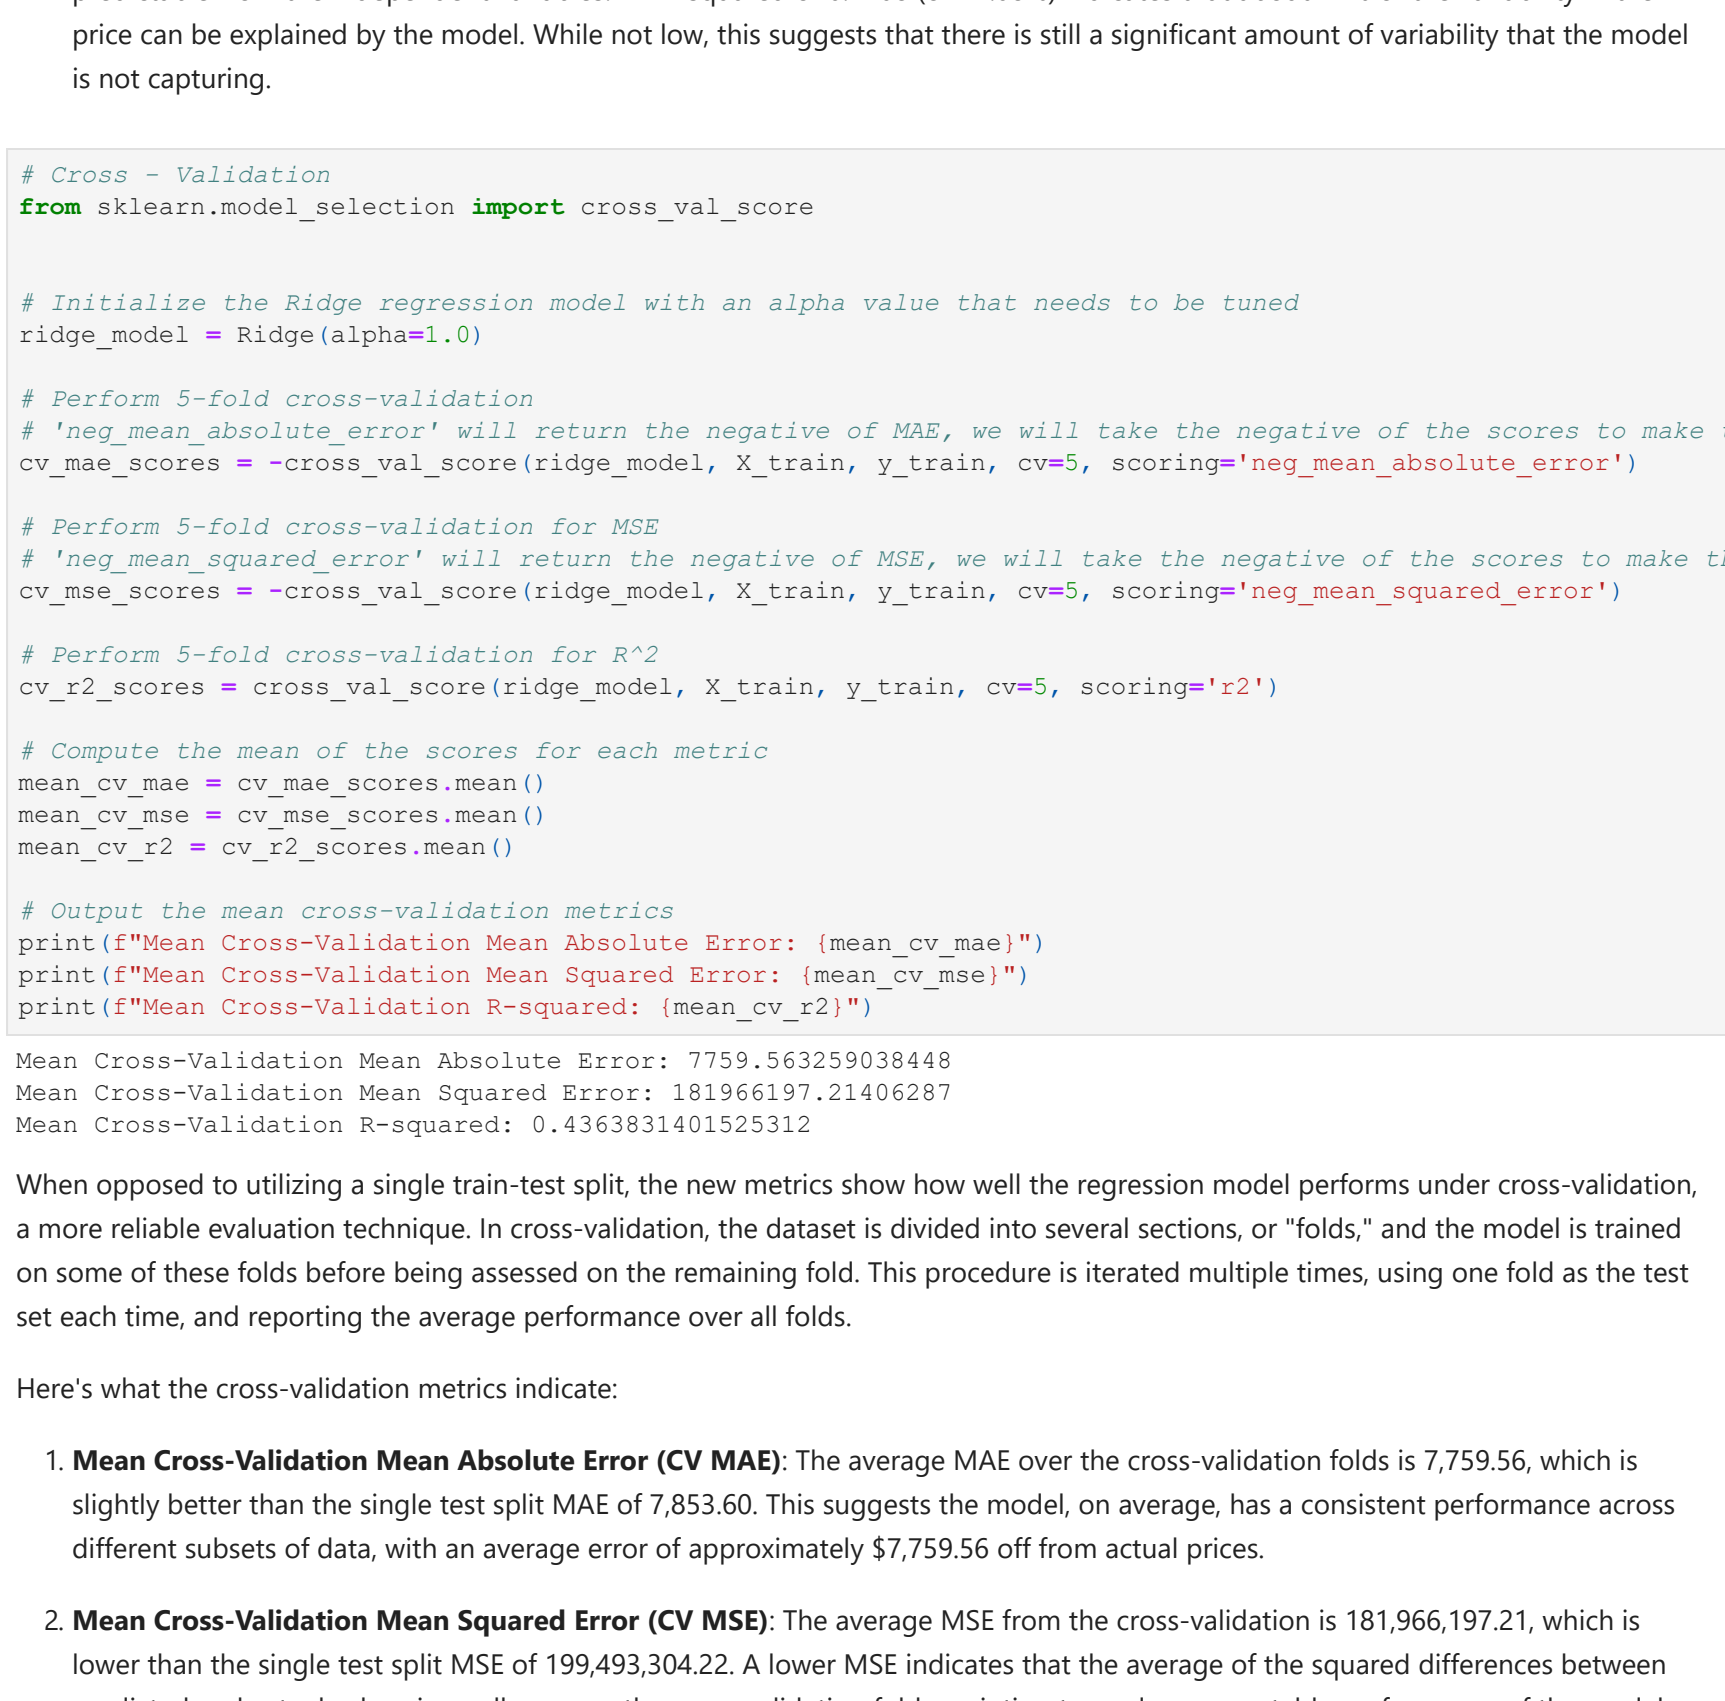 price can be explained by the model. While not low, this suggests that there is still a significant amount of variability that the model
is not capturing.
# Cross - Validation
from sklearn.model_selection import cross_val_score
# Initialize the Ridge regression model with an alpha value that needs to be tuned
ridge_model = Ridge(alpha=1.0)
# Perform 5-fold cross-validation
# 'neg_mean_absolute_error' will return the negative of MAE, we will take the negative of the scores to make
cv_mae_scores = -cross_val_score(ridge_model, X_train, y_train, cv=5, scoring='neg_mean_absolute_error')
# Perform 5-fold cross-validation for MSE
# 'neg_mean_squared_error' will return the negative of MSE, we will take the negative of the scores to make
cv_mse_scores = -cross_val_score(ridge_model, X_train, y_train, cv=5, scoring='neg_mean_squared_error')
# Perform 5-fold cross-validation for R^2
cv_r2_scores = cross_val_score(ridge_model, X_train, y_train, cv=5, scoring='r2')
# Compute the mean of the scores for each metric
mean_cv_mae = cv_mae_scores.mean()
mean_cv_mse = cv_mse_scores.mean()
mean_cv_r2 = cv_r2_scores.mean()
# Output the mean cross-validation metrics
print(f"Mean Cross-Validation Mean Absolute Error: {mean_cv_mae}")
print(f"Mean Cross-Validation Mean Squared Error: {mean_cv_mse}")
print(f"Mean Cross-Validation R-squared: {mean_cv_r2}")
Mean Cross-Validation Mean Absolute Error: 7759.563259038448
Mean Cross-Validation Mean Squared Error: 181966197.21406287
Mean Cross-Validation R-squared: 0.4363831401525312
When opposed to utilizing a single train-test split, the new metrics show how well the regression model performs under cross-validation,
a more reliable evaluation technique. In cross-validation, the dataset is divided into several sections, or "folds," and the model is trained
on some of these folds before being assessed on the remaining fold. This procedure is iterated multiple times, using one fold as the test
set each time, and reporting the average performance over all folds.
Here's what the cross-validation metrics indicate:
1. Mean Cross-Validation Mean Absolute Error (CV MAE): The average MAE over the cross-validation folds is 7,759.56, which is
slightly better than the single test split MAE of 7,853.60. This suggests the model, on average, has a consistent performance across
different subsets of data, with an average error of approximately $7,759.56 off from actual prices.
2. Mean Cross-Validation Mean Squared Error (CV MSE): The average MSE from the cross-validation is 181,966,197.21, which is
lower than the single test split MSE of 199,493,304.22. A lower MSE indicates that the average of the squared differences between